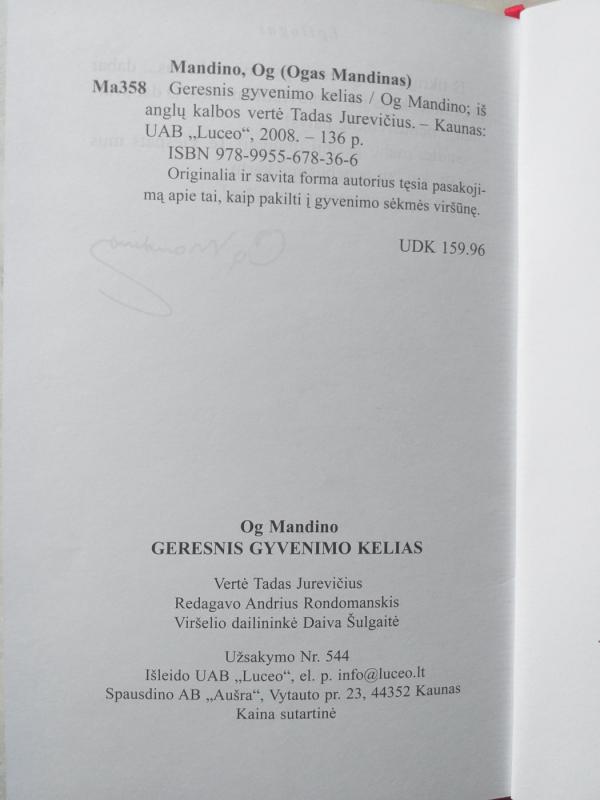 Mandino, Og (Ogas Mandinas)
Ma358 Geresnis gyvenimo kelias / Og Mandino; iš
anglų kalbos vertė Tadas Jurevičius. – Kaunas:
UAB „Luceo“, 2008. – 136 p.
ISBN 978-9955-678-36-6
Originalia ir savita forma autorius tęsia pasakoji-
mą apie tai, kaip pakilti į gyvenimo sėkmės viršūnę.
UDK 159.96
Og Mandino
GERESNIS GYVENIMO KELIAS
Vertė Tadas Jurevičius
Redagavo Andrius Rondomanskis
Viršelio dailininkė Daiva Šulgaitė
Užsakymo Nr. 544
Išleido UAB „Luceo“, el. p. info@luceo.lt
Spausdino AB „Aušra“, Vytauto pr. 23, 44352 Kaunas
Kaina sutartinė